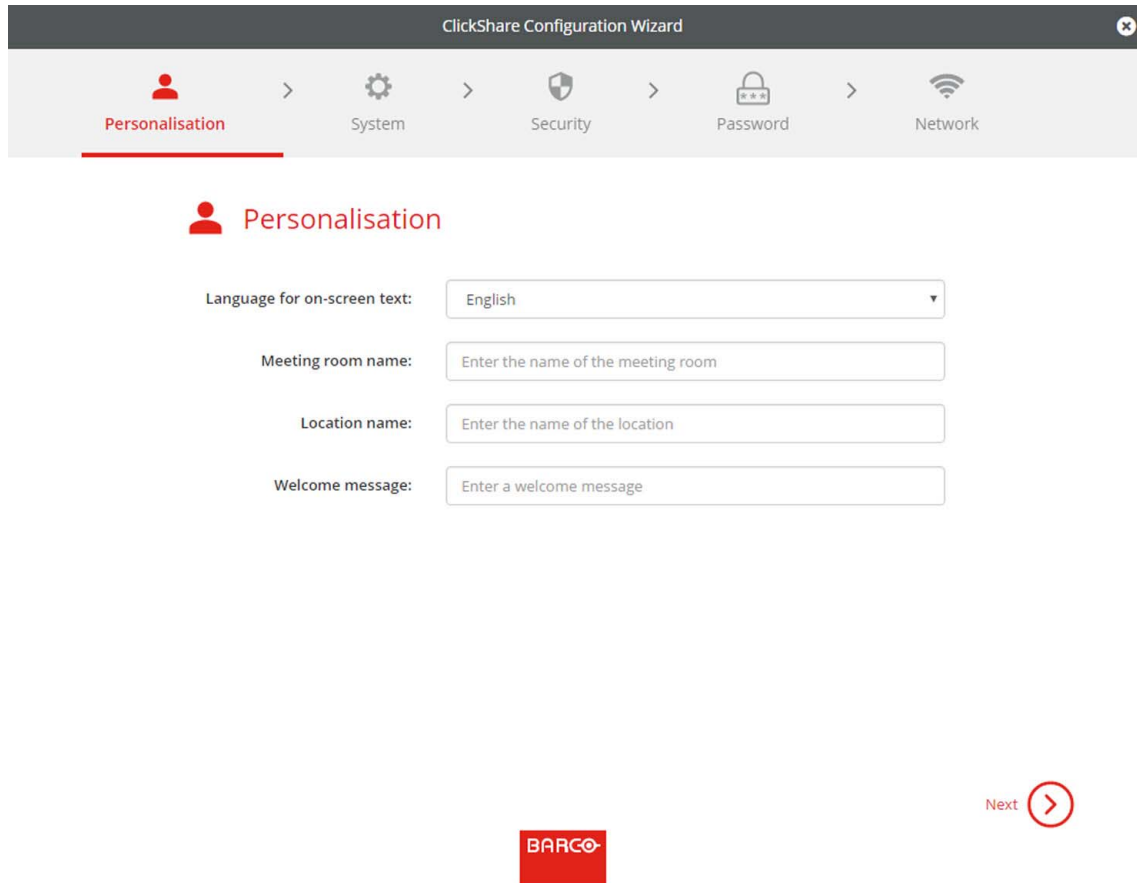 ClickShare Configuration Wizard
Personalisation
System
Security
Password
Network
Personalisation
Language for on-screen text:
English
Meeting room name:
Enter the name of the meeting room
Location name:
Enter the name of the location
Welcome message:
Enter a welcome message
Next
BARCO